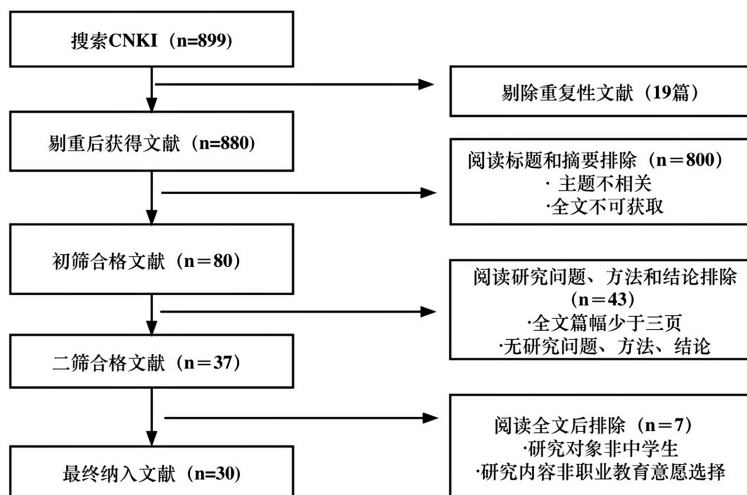 搜索CNKI（n=899)
剔除重复性文献（19篇）
剔重后获得文献（n=880)
阅读标题和摘要排除（n＝800）
· 主题不相关
·全文不可获取
初筛合格文献（n＝80）
阅读研究问题、方法和结论排除
（n＝43）
·全文篇幅少于三页
·无研究问题、方法、结论
二筛合格文献（n＝37）
阅读全文后排除（n＝7）
·研究对象非中学生
·研究内容非职业教育意愿选择
最终纳入文献（n=30)